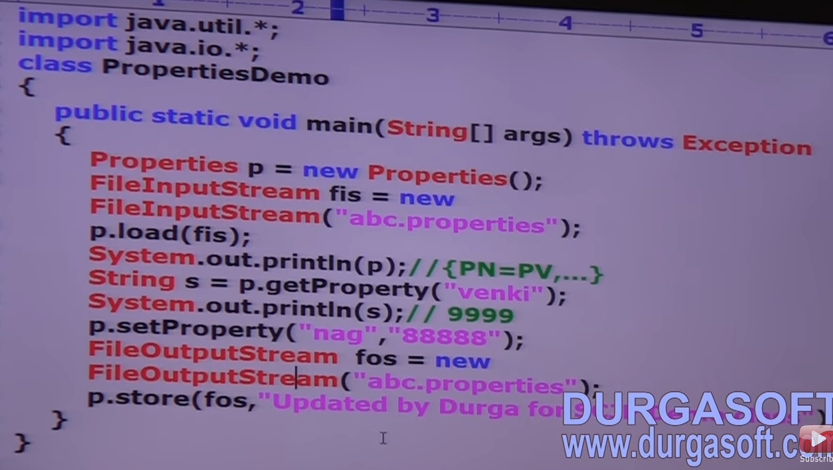 1 2 3 4 5 6
import java.util.*;
import java.io.*;
class PropertiesDemo
{
public static void main(String[] args) throws Exception
{
Properties p = new Properties();
FileInputStream fis = new
FileInputStream("abc.properties");
p.load(fis);
System.out.println(p);//{PN=PV,...}
String s = p.getProperty("venki");
System.out.println(s);// 9999
p.setProperty("nag","88888");
FileOutputStream fos = new
FileOutputStream("abc.properties");
p.store(fos,"Updated by Durga for
}
}
DURGASOFT
www.durgasoft.com
Subscribe